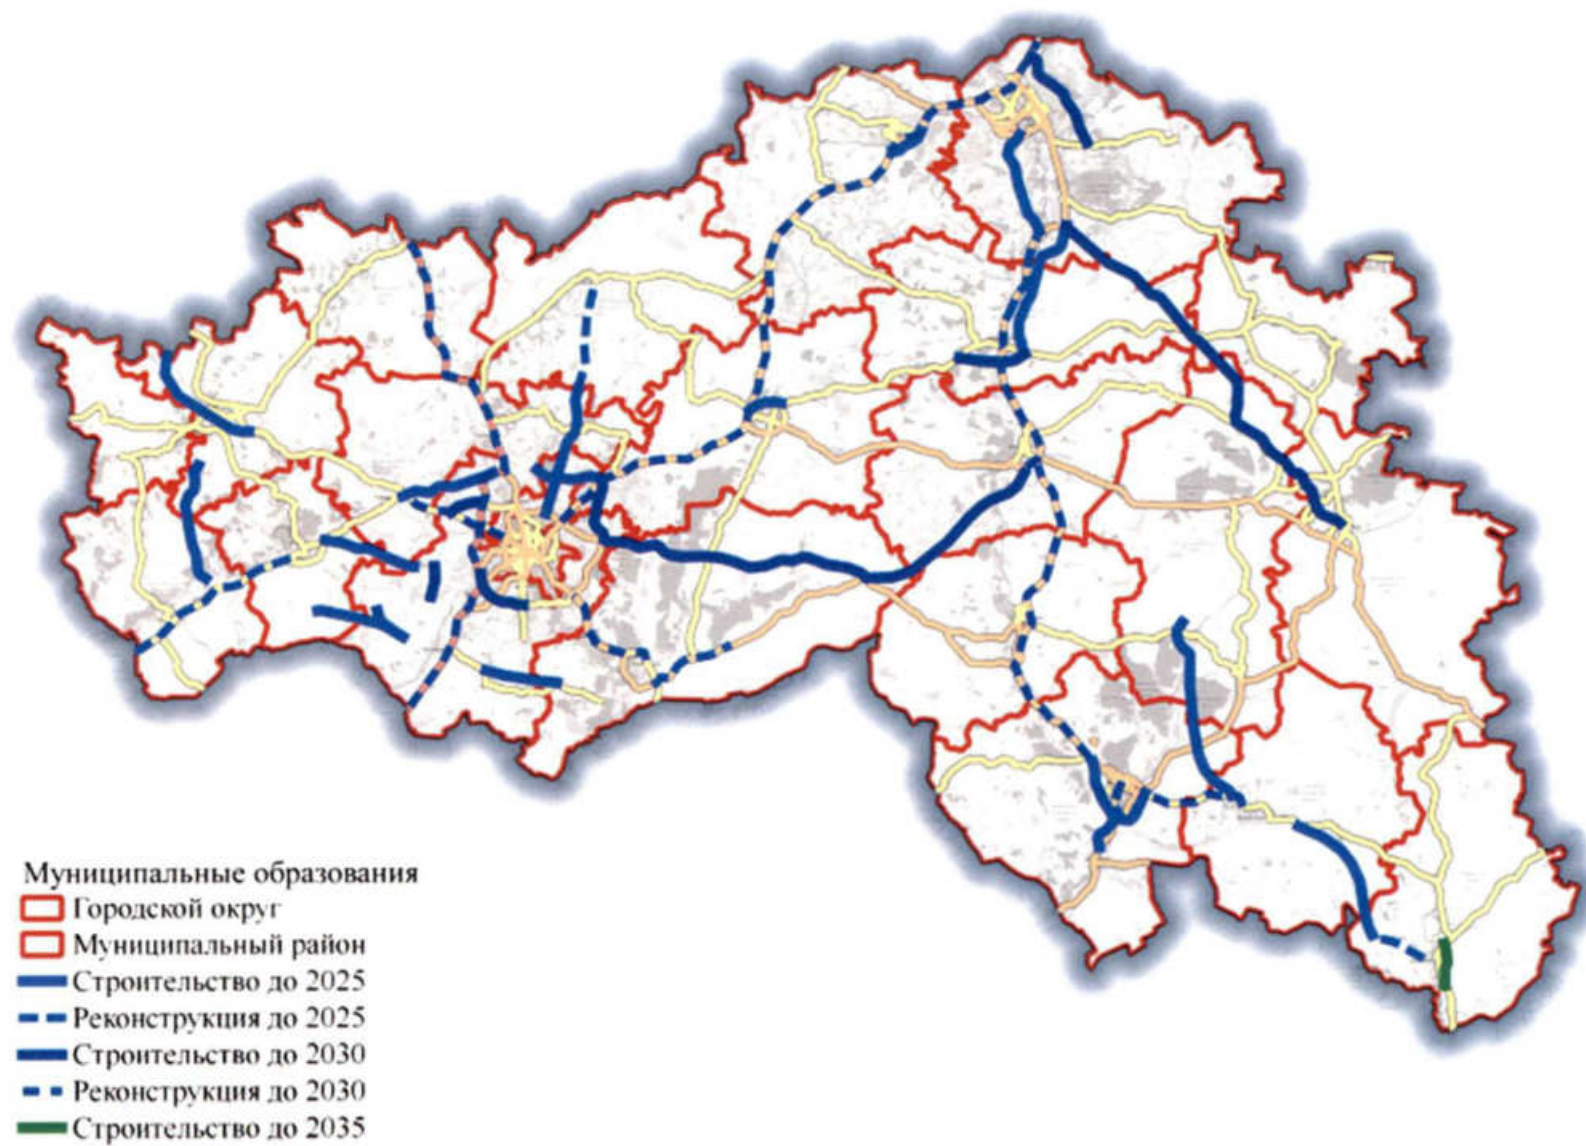 Муниципальные образования
Городской округ
Муниципальный район
Строительство до 2025
Реконструкция до 2025
Строительство до 2030
Реконструкция до 2030
Строительство до 2035